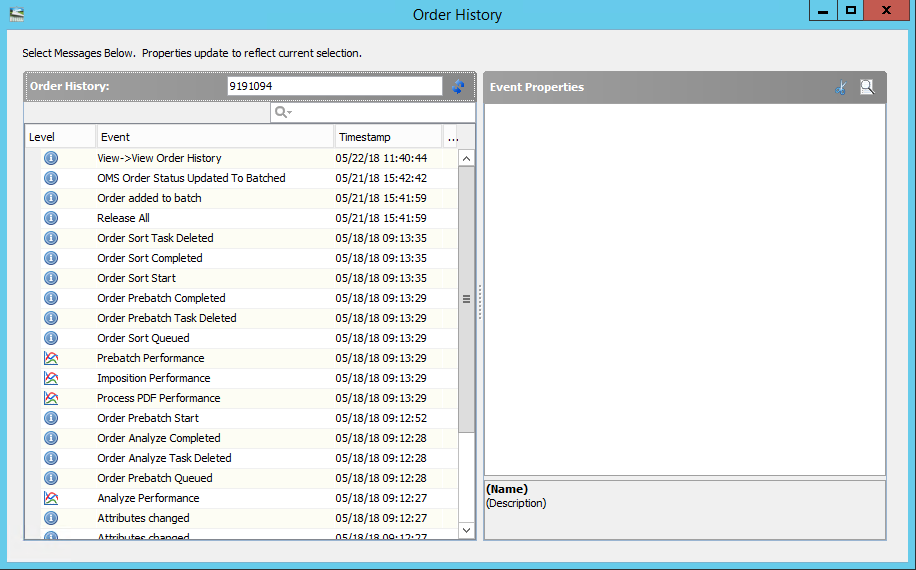 Order History
Select Messages Below.  Properties update to reflect current selection.
Order History: 9191094
Event Properties
Level Event Timestamp ...
View->View Order History 05/22/18 11:40:44
OMS Order Status Updated To Batched 05/21/18 15:42:42
Order added to batch 05/21/18 15:41:59
Release All 05/21/18 15:41:59
Order Sort Task Deleted 05/18/18 09:13:35
Order Sort Completed 05/18/18 09:13:35
Order Sort Start 05/18/18 09:13:35
Order Prebatch Completed 05/18/18 09:13:29
Order Prebatch Task Deleted 05/18/18 09:13:29
Order Sort Queued 05/18/18 09:13:29
Prebatch Performance 05/18/18 09:13:29
Imposition Performance 05/18/18 09:13:29
Process PDF Performance 05/18/18 09:13:29
Order Prebatch Start 05/18/18 09:12:52
Order Analyze Completed 05/18/18 09:12:28
Order Analyze Task Deleted 05/18/18 09:12:28
Order Prebatch Queued 05/18/18 09:12:28
Analyze Performance 05/18/18 09:12:27
Attributes changed 05/18/18 09:12:27
Attributes changed 05/18/18 09:12:27
(Name)
(Description)